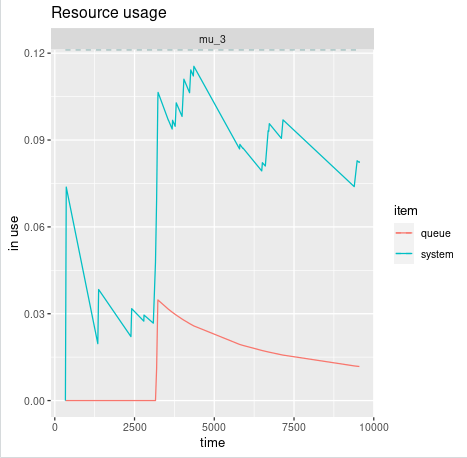 Resource usage
mu_3
0.12
0.09
0.06
0.03
0.00
in use
0
2500
5000
7500
10000
time
item
queue
system